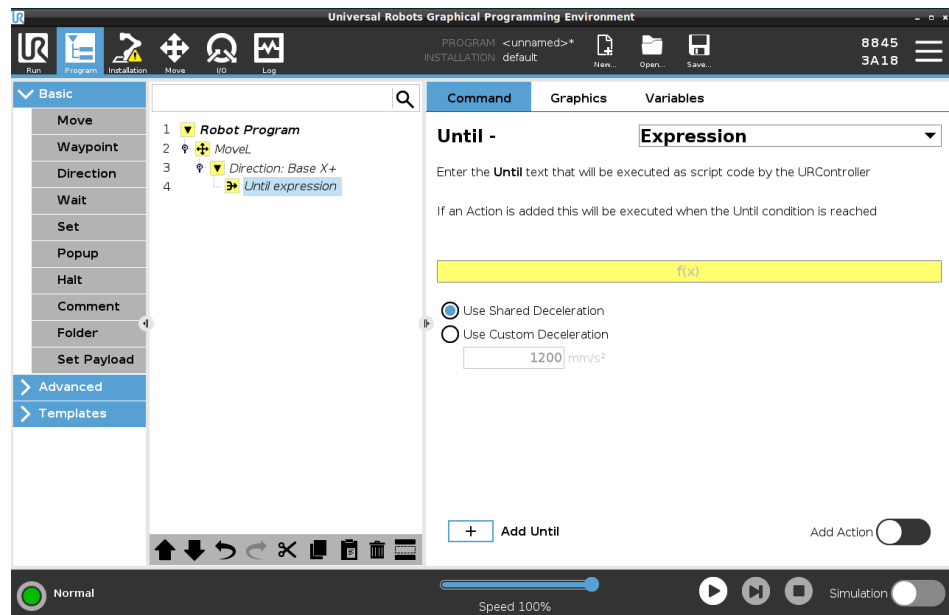 Universal Robots Graphical Programming Environment
UR
Run
Program
Installation
Move
I/O
Log
PROGRAM <unnamed>*
INSTALLATION default
New...
Open...
Save...
8845
3A18
Basic
Move
Waypoint
Direction
Wait
Set
Popup
Halt
Comment
Folder
Set Payload
Advanced
Templates
1 Robot Program
2 MoveL
3 Direction: Base X+
4 Until expression
Command Graphics Variables
Until - Expression
Enter the Until text that will be executed as script code by the URController
If an Action is added this will be executed when the Until condition is reached
f(x)
Use Shared Deceleration
Use Custom Deceleration
1200 mm/s²
+ Add Until
Add Action
Normal
Speed 100%
Simulation